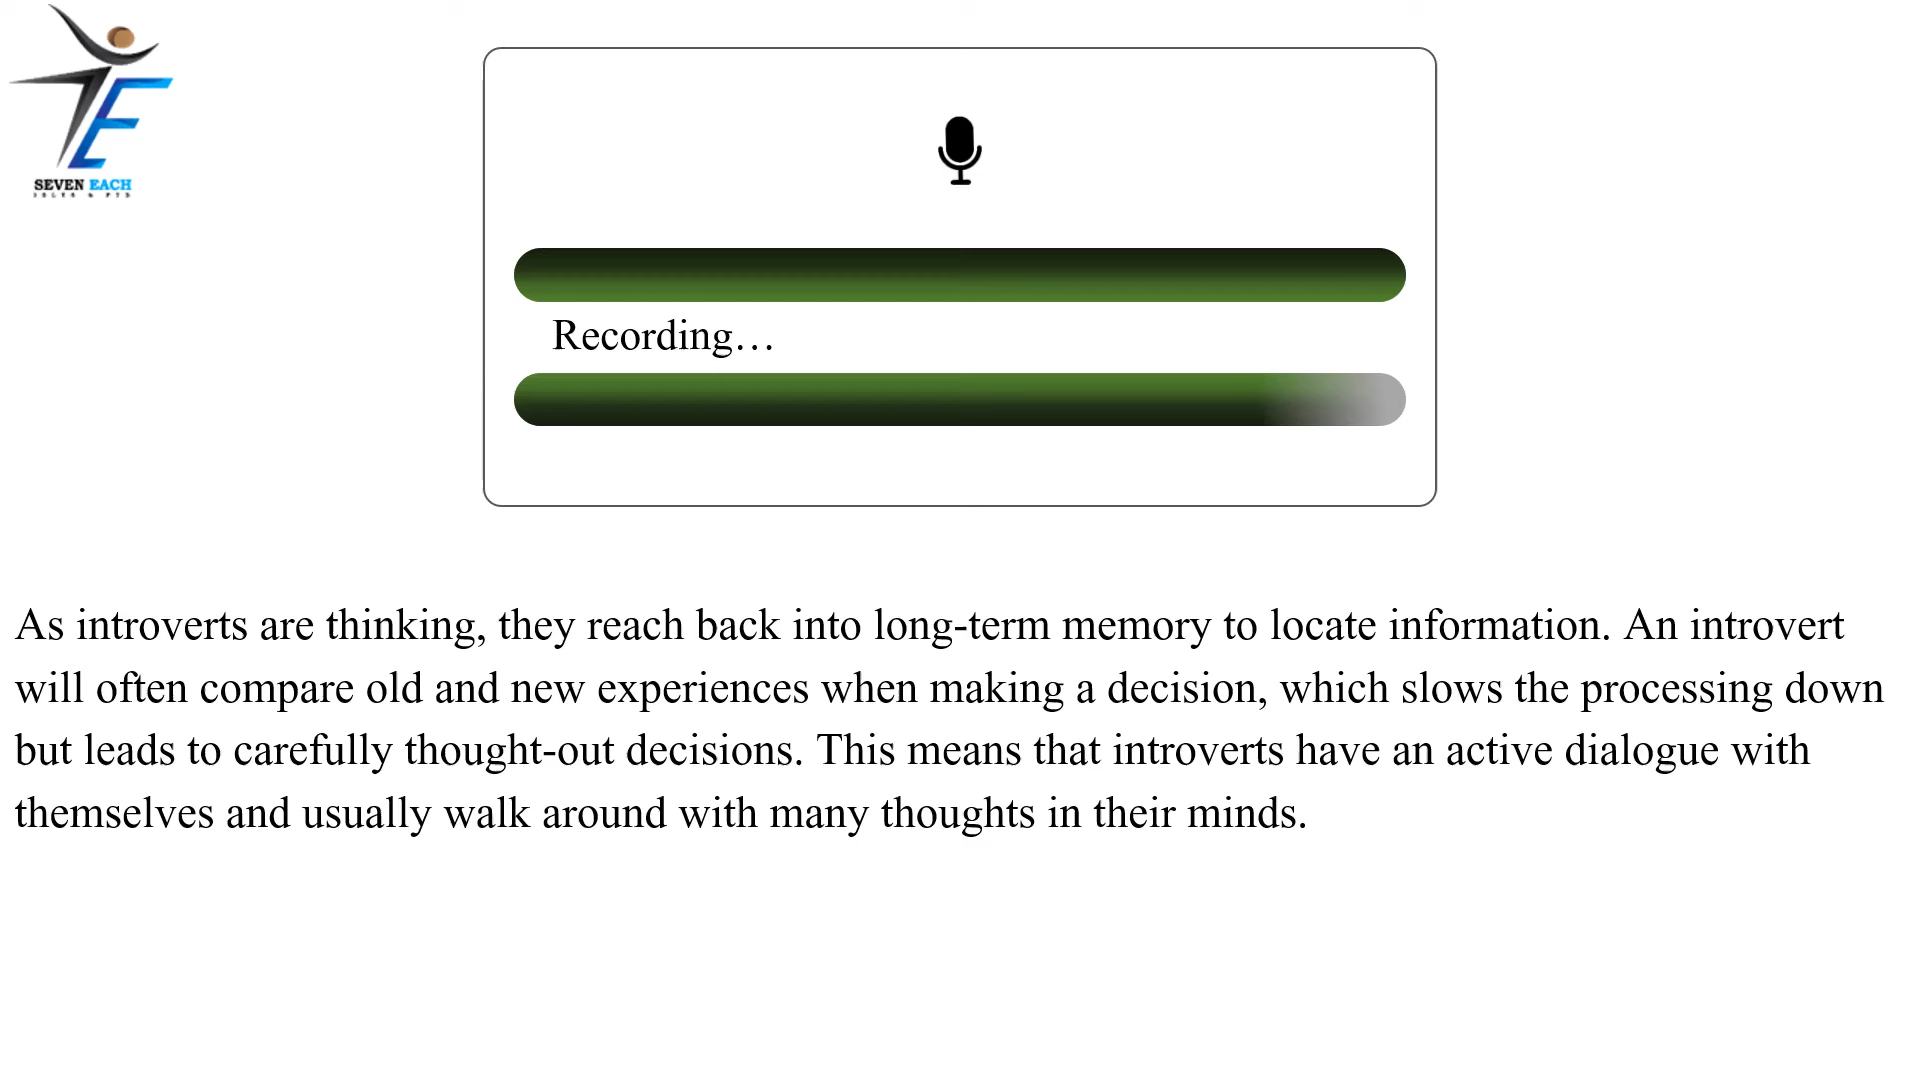 SEVEN EACH
IELTS & PTE
Recording…
As introverts are thinking, they reach back into long-term memory to locate information. An introvert
will often compare old and new experiences when making a decision, which slows the processing down
but leads to carefully thought-out decisions. This means that introverts have an active dialogue with
themselves and usually walk around with many thoughts in their minds.